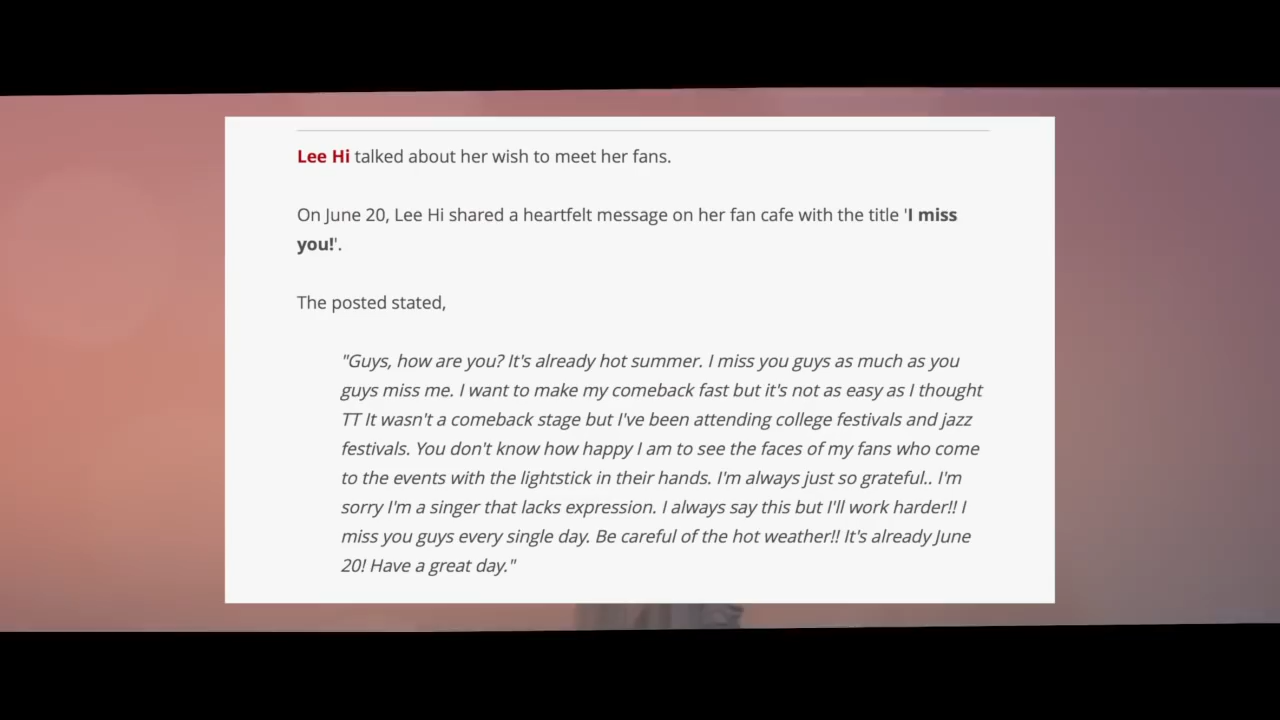 Lee Hi talked about her wish to meet her fans.
On June 20, Lee Hi shared a heartfelt message on her fan cafe with the title 'I miss
you!'.
The posted stated,
"Guys, how are you? It's already hot summer. I miss you guys as much as you
guys miss me. I want to make my comeback fast but it's not as easy as I thought
TT It wasn't a comeback stage but I've been attending college festivals and jazz
festivals. You don't know how happy I am to see the faces of my fans who come
to the events with the lightstick in their hands. I'm always just so grateful.. I'm
sorry I'm a singer that lacks expression. I always say this but I'll work harder!! I
miss you guys every single day. Be careful of the hot weather!! It's already June
20! Have a great day."